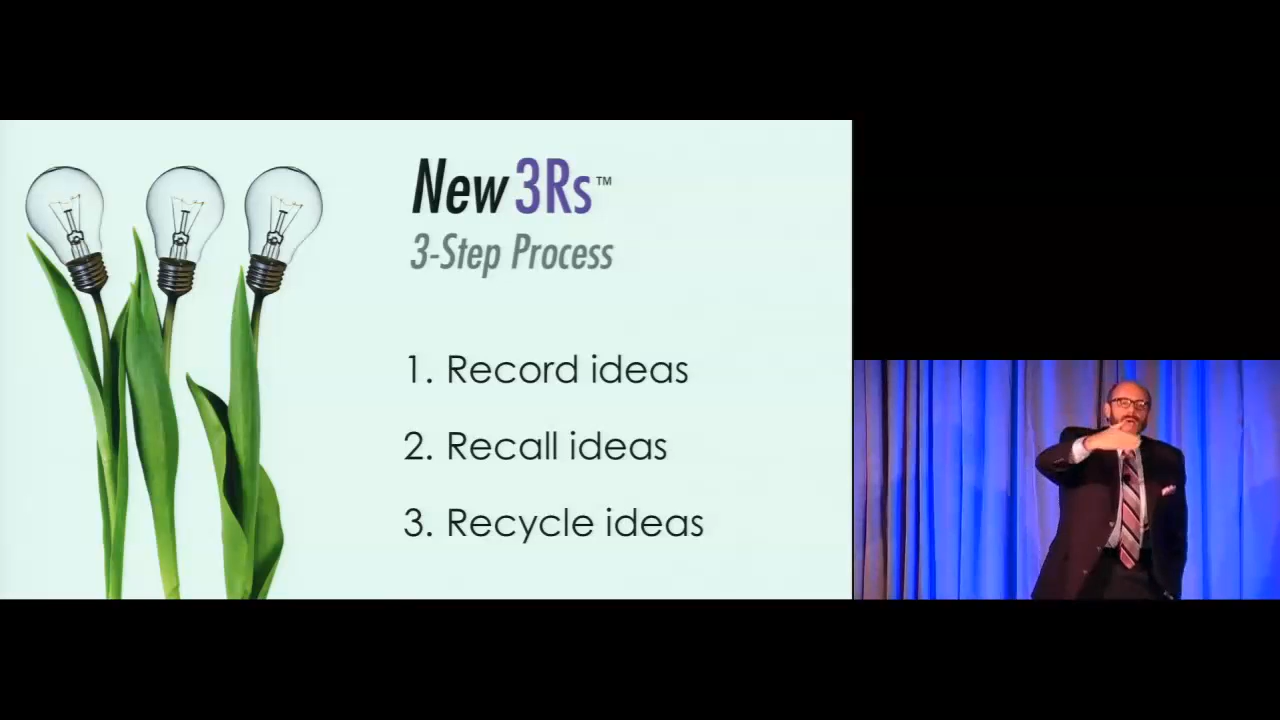 New 3Rs™
3-Step Process
1. Record ideas
2. Recall ideas
3. Recycle ideas